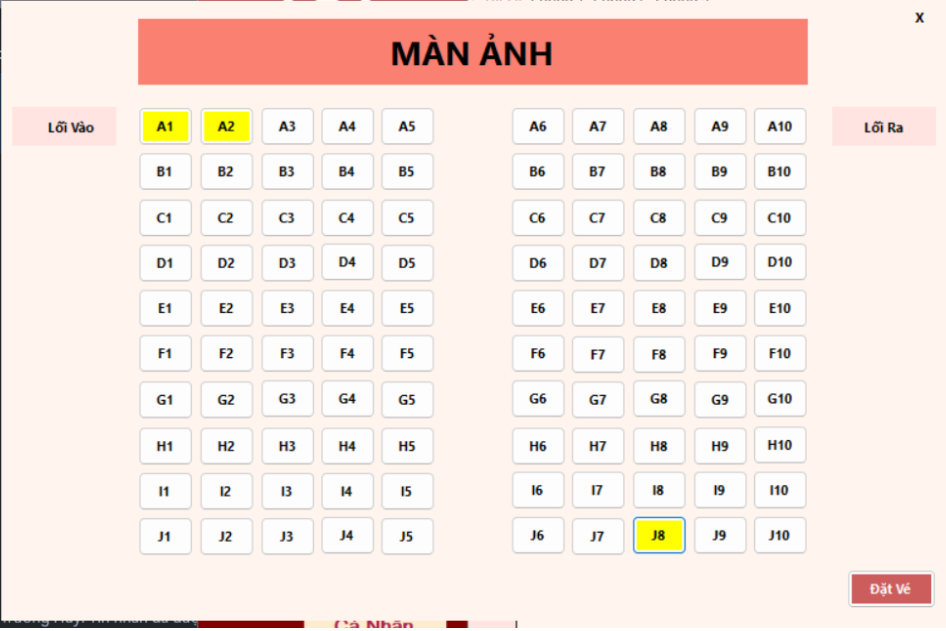 X
MÀN ẢNH
Lối Vào A1 A2 A3 A4 A5 A6 A7 A8 A9 A10 Lối Ra
B1 B2 B3 B4 B5 B6 B7 B8 B9 B10
C1 C2 C3 C4 C5 C6 C7 C8 C9 C10
D1 D2 D3 D4 D5 D6 D7 D8 D9 D10
E1 E2 E3 E4 E5 E6 E7 E8 E9 E10
F1 F2 F3 F4 F5 F6 F7 F8 F9 F10
G1 G2 G3 G4 G5 G6 G7 G8 G9 G10
H1 H2 H3 H4 H5 H6 H7 H8 H9 H10
I1 I2 I3 I4 I5 I6 I7 I8 I9 I10
J1 J2 J3 J4 J5 J6 J7 J8 J9 J10
Đặt Vé
Cá Nhân